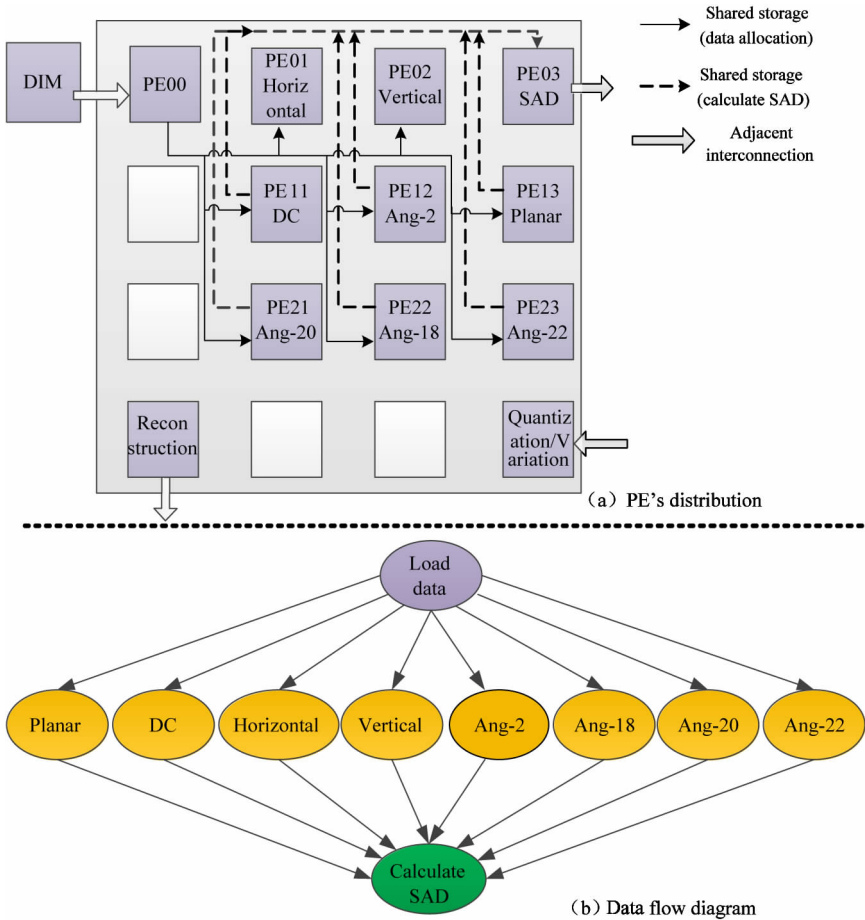 DIM
PE00
PE01
Horiz
ontal
PE02
Vertical
PE03
SAD
Shared storage
(data allocation)
Shared storage
(calculate SAD)
Adjacent
interconnection
PE11
DC
PE12
Ang-2
PE13
Planar
PE21
Ang-20
PE22
Ang-18
PE23
Ang-22
Recon
struction
Quantiz
ation/V
ariation
（a）PE's distribution
Load
data
Planar
DC
Horizontal
Vertical
Ang-2
Ang-18
Ang-20
Ang-22
Calculate
SAD
（b）Data flow diagram